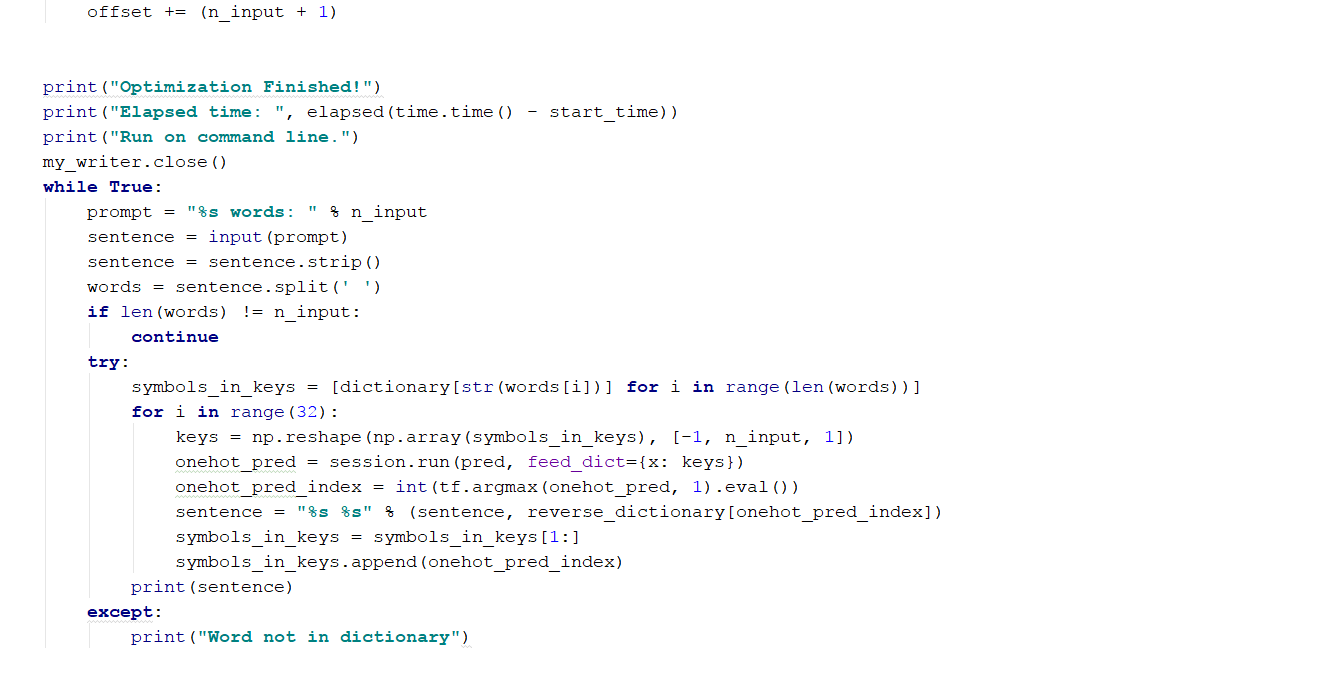 offset += (n_input + 1)
print("Optimization Finished!")
print("Elapsed time: ", elapsed(time.time() - start_time))
print("Run on command line.")
my_writer.close()
while True:
prompt = "%s words: " % n_input
sentence = input(prompt)
sentence = sentence.strip()
words = sentence.split(' ')
if len(words) != n_input:
continue
try:
symbols_in_keys = [dictionary[str(words[i])] for i in range(len(words))]
for i in range(32):
keys = np.reshape(np.array(symbols_in_keys), [-1, n_input, 1])
onehot_pred = session.run(pred, feed_dict={x: keys})
onehot_pred_index = int(tf.argmax(onehot_pred, 1).eval())
sentence = "%s %s" % (sentence, reverse_dictionary[onehot_pred_index])
symbols_in_keys = symbols_in_keys[1:]
symbols_in_keys.append(onehot_pred_index)
print(sentence)
except:
print("Word not in dictionary")